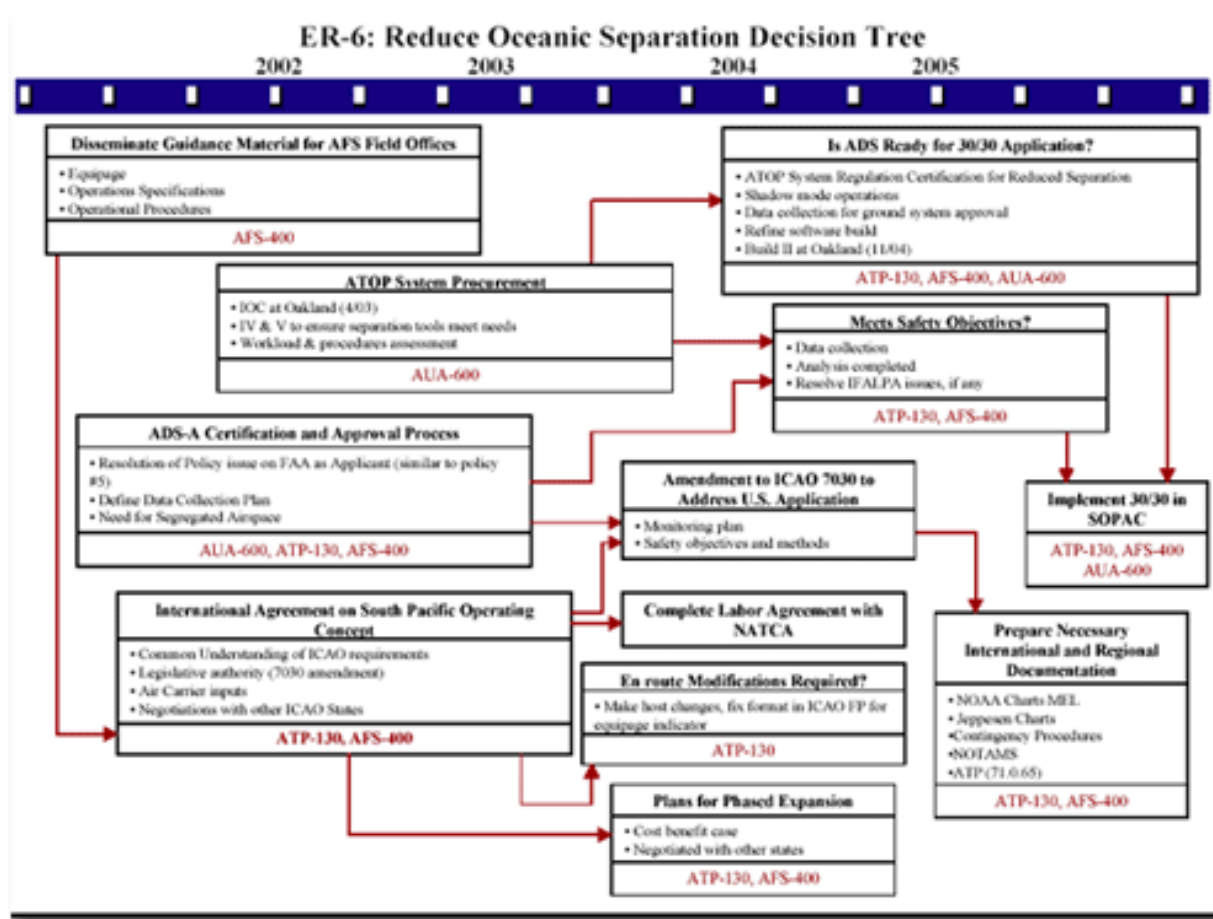 ER-6: Reduce Oceanic Separation Decision Tree
2002 2003 2004 2005
Disseminate Guidance Material for AFS Field Offices
• Equipage
• Operations Specifications
• Operational Procedures
AFS-400
Is ADS Ready for 30/30 Application?
• ATOP System Regulation Certification for Reduced Separation
• Shadow mode operations
• Data collection for ground system approval
• Refine software build
• Build II at Oakland (11/04)
ATP-130, AFS-400, AUA-600
ATOP System Procurement
• IOC at Oakland (4/03)
• IV & V to ensure separation tools meet needs
• Workload & procedures assessment
AUA-600
Meets Safety Objectives?
• Data collection
• Analysis completed
• Resolve IFALPA issues, if any
ATP-130, AFS-400
ADS-A Certification and Approval Process
• Resolution of Policy issue on FAA as Applicant (similar to policy
#5)
• Define Data Collection Plan
• Need for Segregated Airspace
AUA-600, ATP-130, AFS-400
Amendment to ICAO 7030 to
Address U.S. Application
• Monitoring plan
• Safety objectives and methods
Implement 30/30 in
SOPAC
ATP-130, AFS-400
AUA-600
International Agreement on South Pacific Operating
Concept
• Common Understanding of ICAO requirements
• Legislative authority (7030 amendment)
• Air Carrier inputs
• Negotiations with other ICAO States
ATP-130, AFS-400
Complete Labor Agreement with
NATCA
Prepare Necessary
International and Regional
Documentation
• NOAA Charts MEL
• Jeppesen Charts
•Contingency Procedures
•NOTAMS
•ATP (71.0.65)
ATP-130, AFS-400
En route Modifications Required?
• Make host changes, fix format in ICAO FP for
equipage indicator
ATP-130
Plans for Phased Expansion
• Cost benefit case
• Negotiated with other states
ATP-130, AFS-400